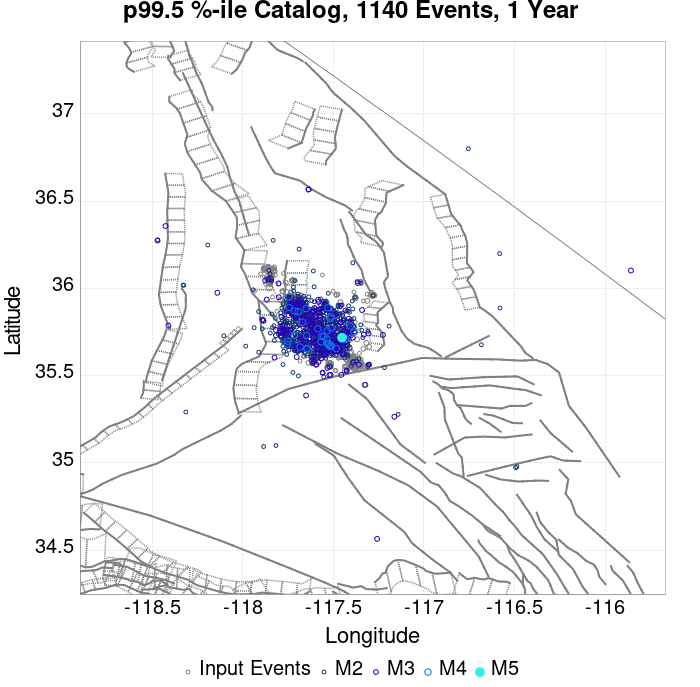 p99.5 %-ile Catalog, 1140 Events, 1 Year
37
36.5
36
35.5
35
34.5
Latitude
-118.5 -118 -117.5 -117 -116.5 -116
Longitude
Input Events M2 M3 M4 M5